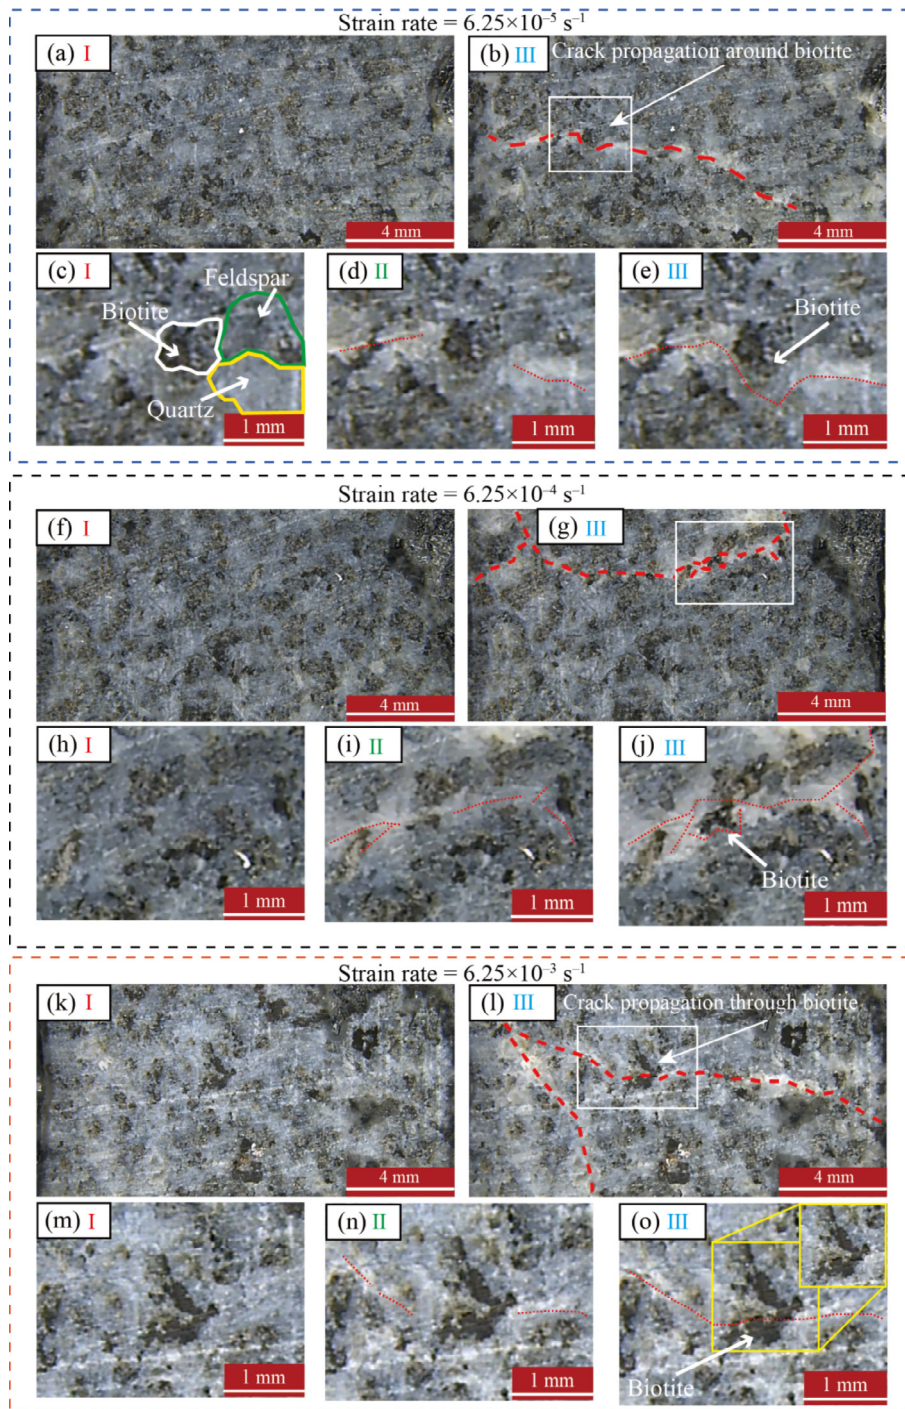 Strain rate = 6.25×10⁻⁵ s⁻¹
(a) I
4 mm
(b) III
Crack propagation around biotite
4 mm
(c) I
Feldspar
Biotite
Quartz
1 mm
(d) II
1 mm
(e) III
Biotite
1 mm
Strain rate = 6.25×10⁻⁴ s⁻¹
(f) I
4 mm
(g) III
4 mm
(h) I
1 mm
(i) II
1 mm
(j) III
Biotite
1 mm
Strain rate = 6.25×10⁻³ s⁻¹
(k) I
4 mm
(l) III
Crack propagation through biotite
4 mm
(m) I
1 mm
(n) II
1 mm
(o) III
Biotite
1 mm